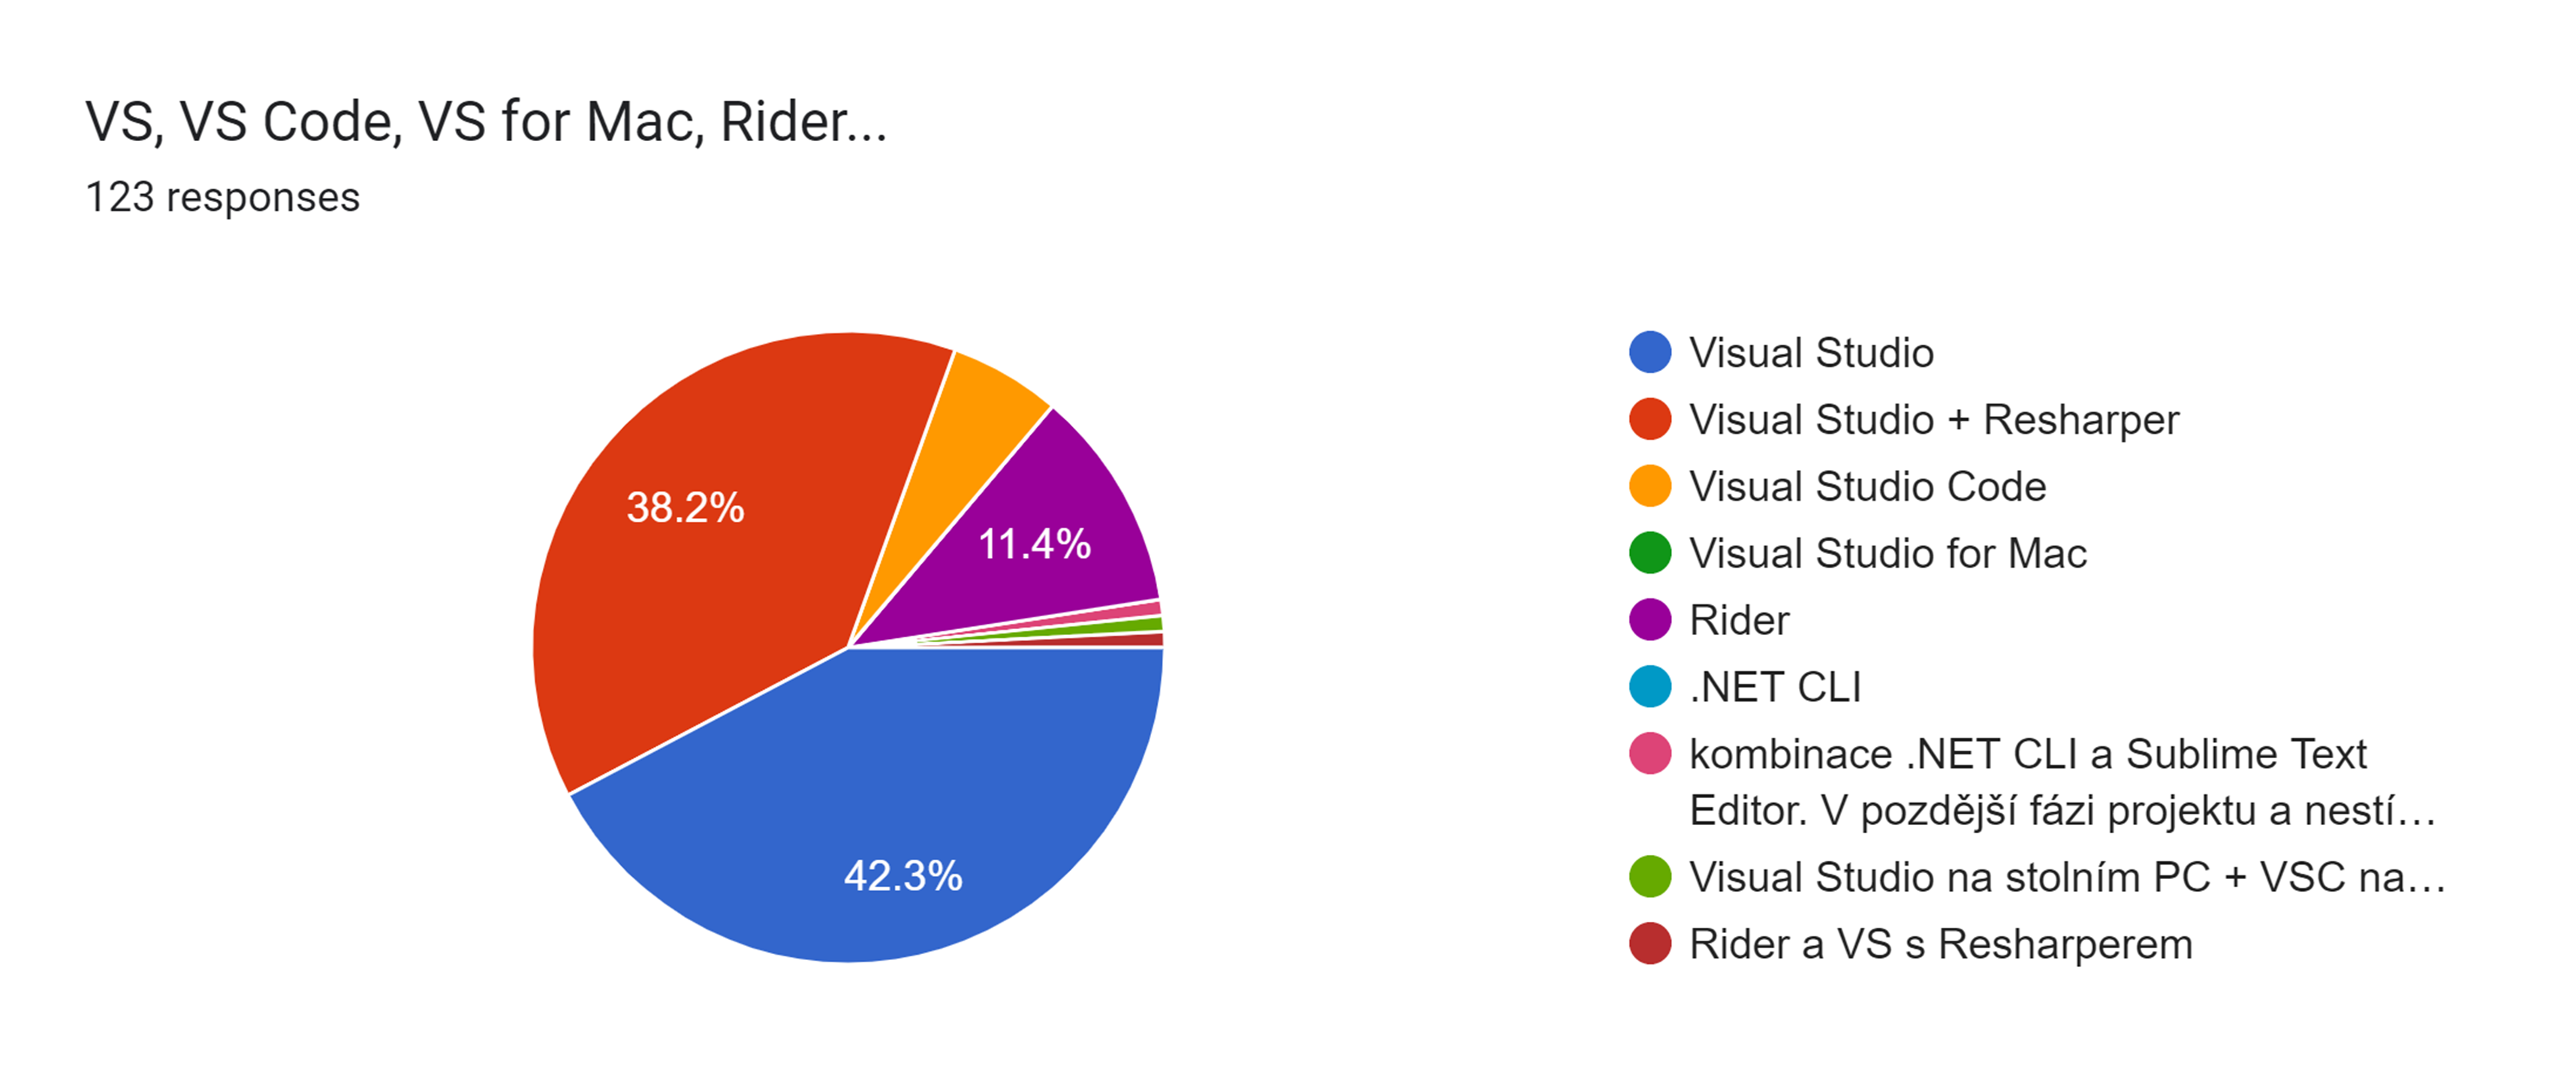 VS, VS Code, VS for Mac, Rider...
123 responses
38.2%
11.4%
42.3%
Visual Studio
Visual Studio + Resharper
Visual Studio Code
Visual Studio for Mac
Rider
.NET CLI
kombinace .NET CLI a Sublime Text
Editor. V pozdější fázi projektu a nestí…
Visual Studio na stolním PC + VSC na…
Rider a VS s Resharperem